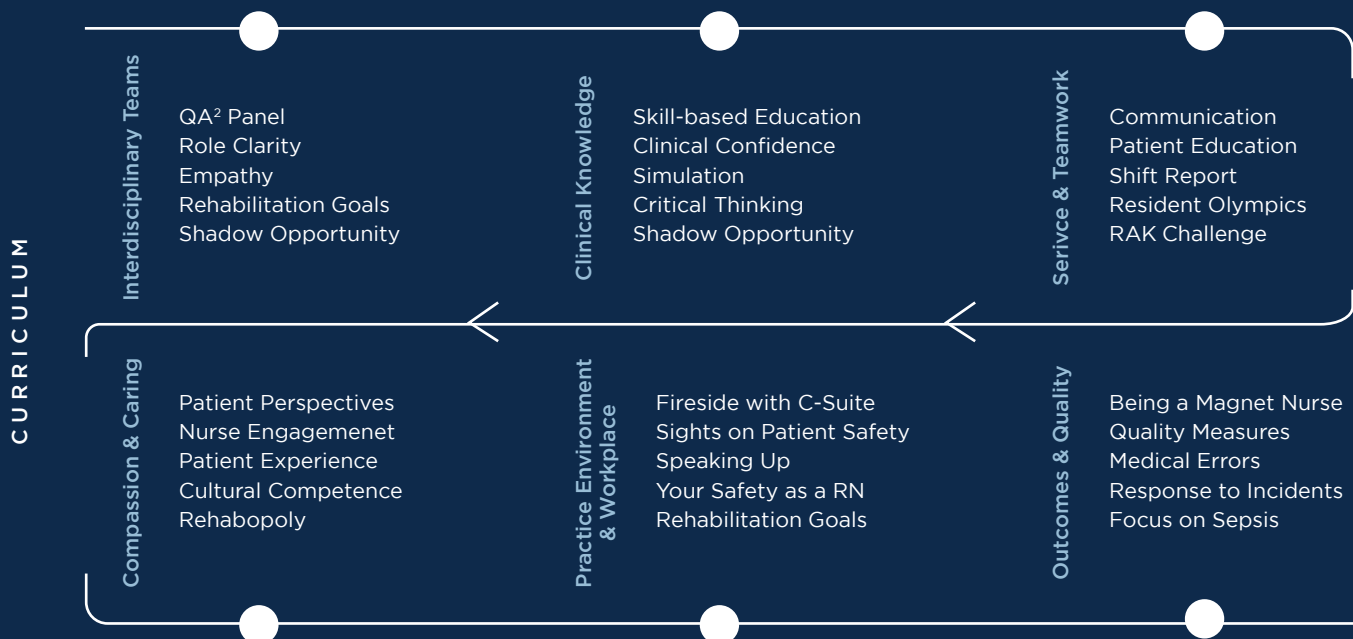 CURRICULUM
Interdisciplinary Teams
QA² Panel
Role Clarity
Empathy
Rehabilitation Goals
Shadow Opportunity
Clinical Knowledge
Skill-based Education
Clinical Confidence
Simulation
Critical Thinking
Shadow Opportunity
Serivce & Teamwork
Communication
Patient Education
Shift Report
Resident Olympics
RAK Challenge
Compassion & Caring
Patient Perspectives
Nurse Engagemenet
Patient Experience
Cultural Competence
Rehabopoly
Practice Environment
& Workplace
Fireside with C-Suite
Sights on Patient Safety
Speaking Up
Your Safety as a RN
Rehabilitation Goals
Outcomes & Quality
Being a Magnet Nurse
Quality Measures
Medical Errors
Response to Incidents
Focus on Sepsis